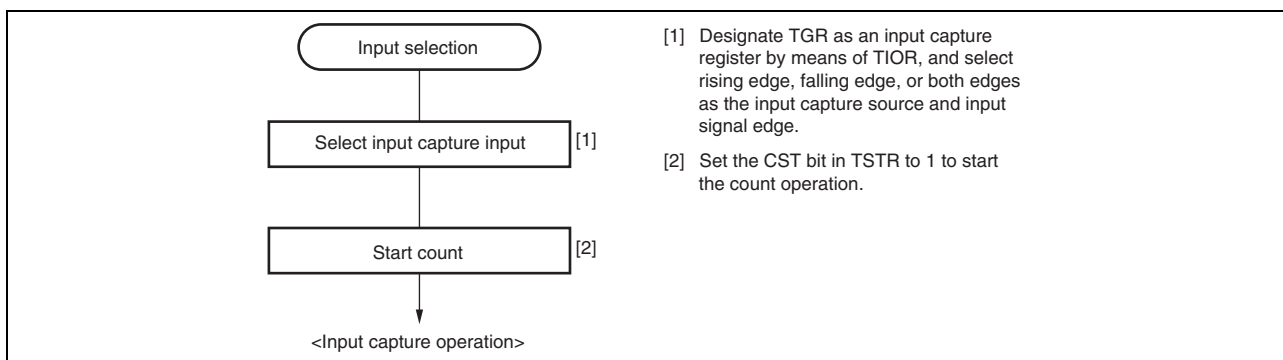 Input selection
Select input capture input
[1]
Start count
[2]
<Input capture operation>
[1] Designate TGR as an input capture
register by means of TIOR, and select
rising edge, falling edge, or both edges
as the input capture source and input
signal edge.
[2] Set the CST bit in TSTR to 1 to start
the count operation.